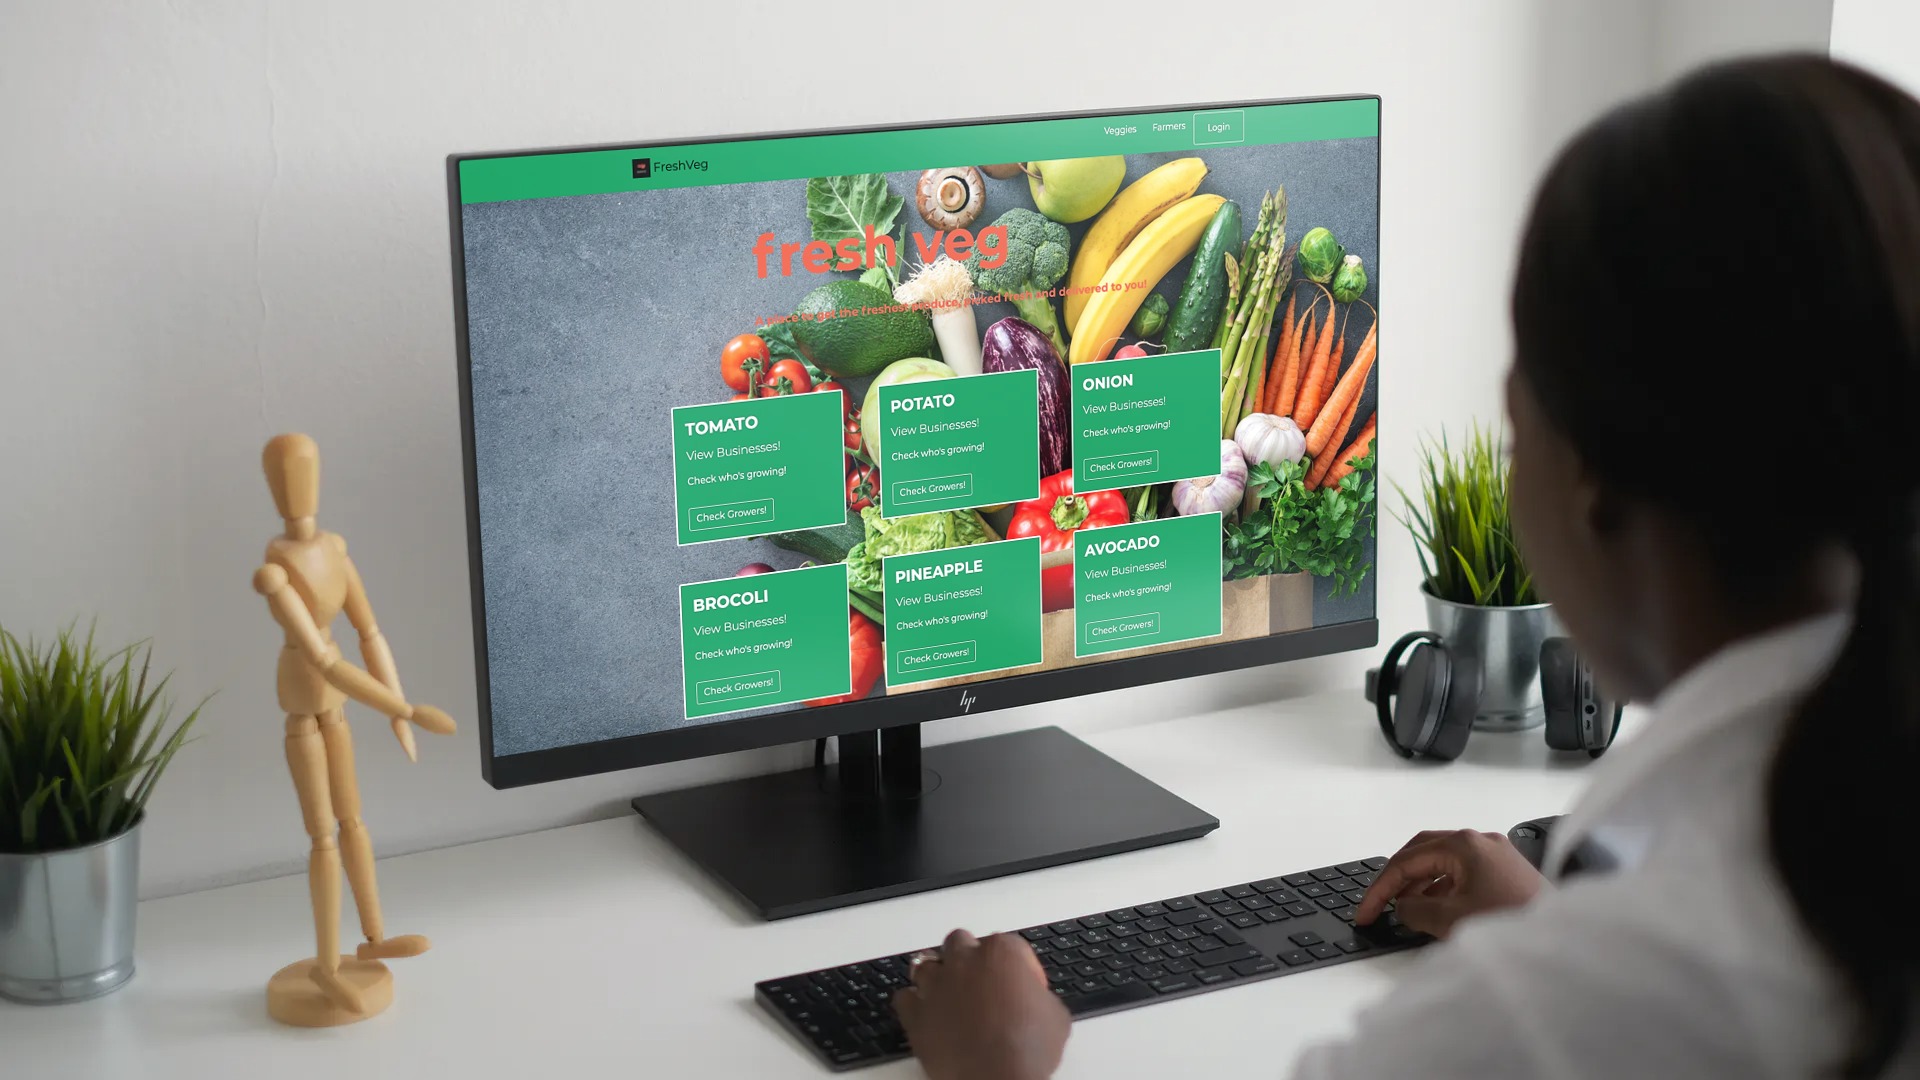 Veggies Farmers Login
FreshVeg
fresh veg
A place to get the freshest produce, picked fresh and delivered to you!
TOMATO
View Businesses!
Check who's growing!
Check Growers!
POTATO
View Businesses!
Check who's growing!
Check Growers!
ONION
View Businesses!
Check who's growing!
Check Growers!
BROCOLI
View Businesses!
Check who's growing!
Check Growers!
PINEAPPLE
View Businesses!
Check who's growing!
Check Growers!
AVOCADO
View Businesses!
Check who's growing!
Check Growers!
hp